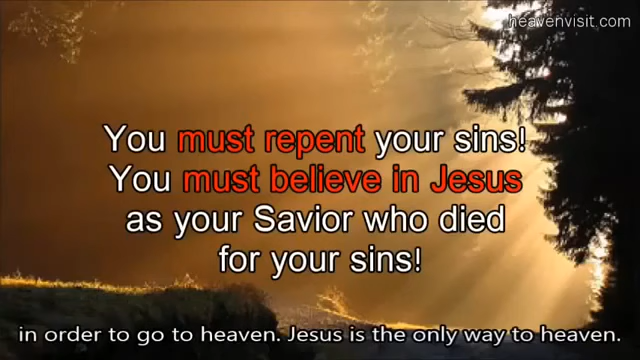 heavenvisit.com
You must repent your sins!
You must believe in Jesus
as your Savior who died
for your sins!
in order to go to heaven. Jesus is the only way to heaven.